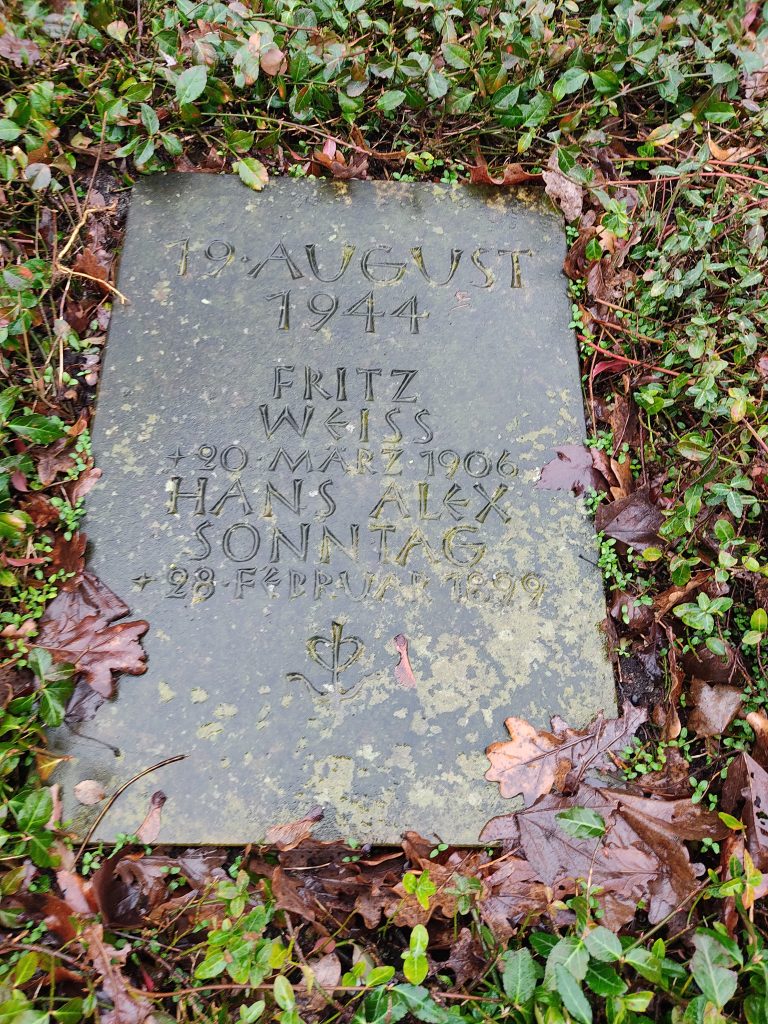 19·AUGUST
1944
FRITZ
WEISS
+20·MÄRZ 1906
HANS ALEX
SONNTAG
+28·FEBRUAR 1899